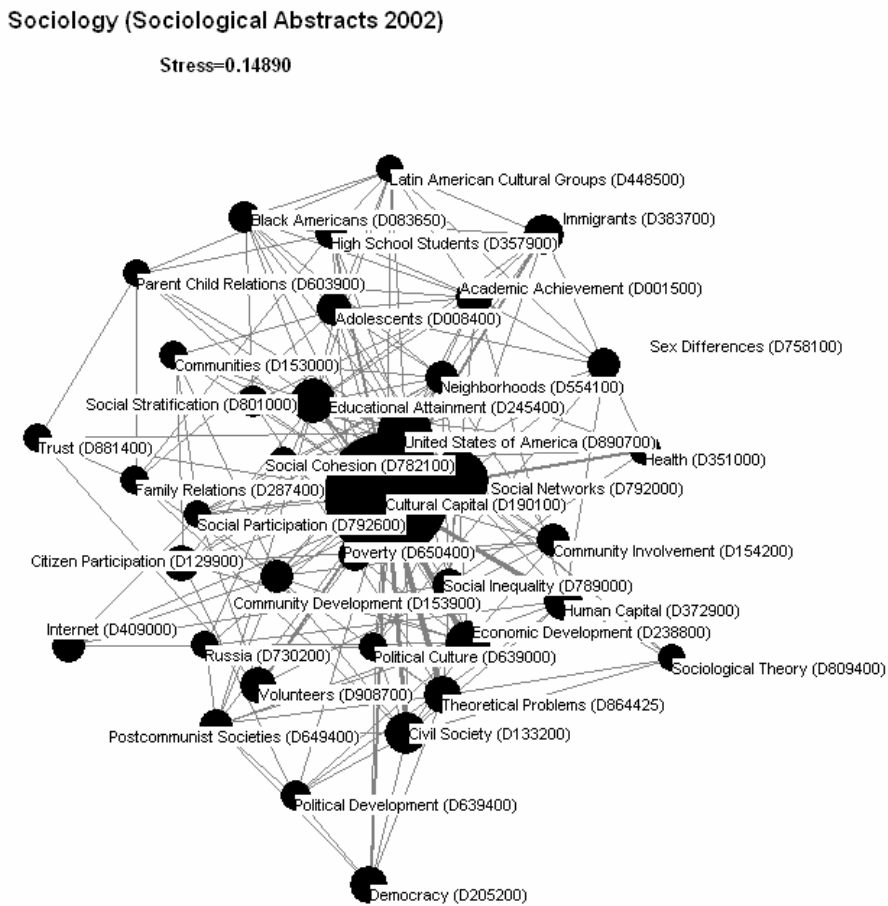 Sociology (Sociological Abstracts 2002)
Stress=0.14890
Latin American Cultural Groups (D448500)
Black Americans (D083650)
Immigrants (D383700)
High School Students (D357900)
Parent Child Relations (D603900)
Academic Achievement (D001500)
Adolescents (D008400)
Sex Differences (D758100)
Communities (D153000)
Neighborhoods (D554100)
Social Stratification (D801000)
Educational Attainment (D245400)
United States of America (D890700)
Trust (D881400)
Health (D351000)
Social Cohesion (D782100)
Family Relations (D287400)
Social Networks (D792000)
Cultural Capital (D190100)
Social Participation (D792600)
Poverty (D650400)
Community Involvement (D154200)
Citizen Participation (D129900)
Social Inequality (D789000)
Community Development (D153900)
Human Capital (D372900)
Internet (D409000)
Economic Development (D238800)
Russia (D730200)
Political Culture (D639000)
Sociological Theory (D809400)
Volunteers (D908700)
Theoretical Problems (D864425)
Postcommunist Societies (D649400)
Civil Society (D133200)
Political Development (D639400)
Democracy (D205200)